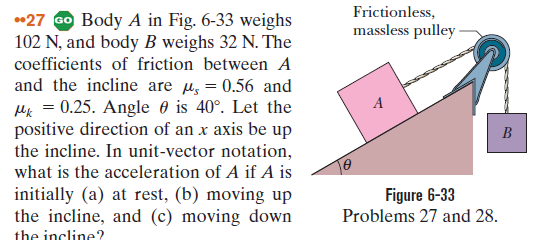 ••27 GO Body A in Fig. 6-33 weighs
102 N, and body B weighs 32 N. The
coefficients of friction between A
and the incline are μs = 0.56 and
μk = 0.25. Angle θ is 40°. Let the
positive direction of an x axis be up
the incline. In unit-vector notation,
what is the acceleration of A if A is
initially (a) at rest, (b) moving up
the incline, and (c) moving down
the incline?
Frictionless,
massless pulley
A
B
θ
Figure 6-33
Problems 27 and 28.